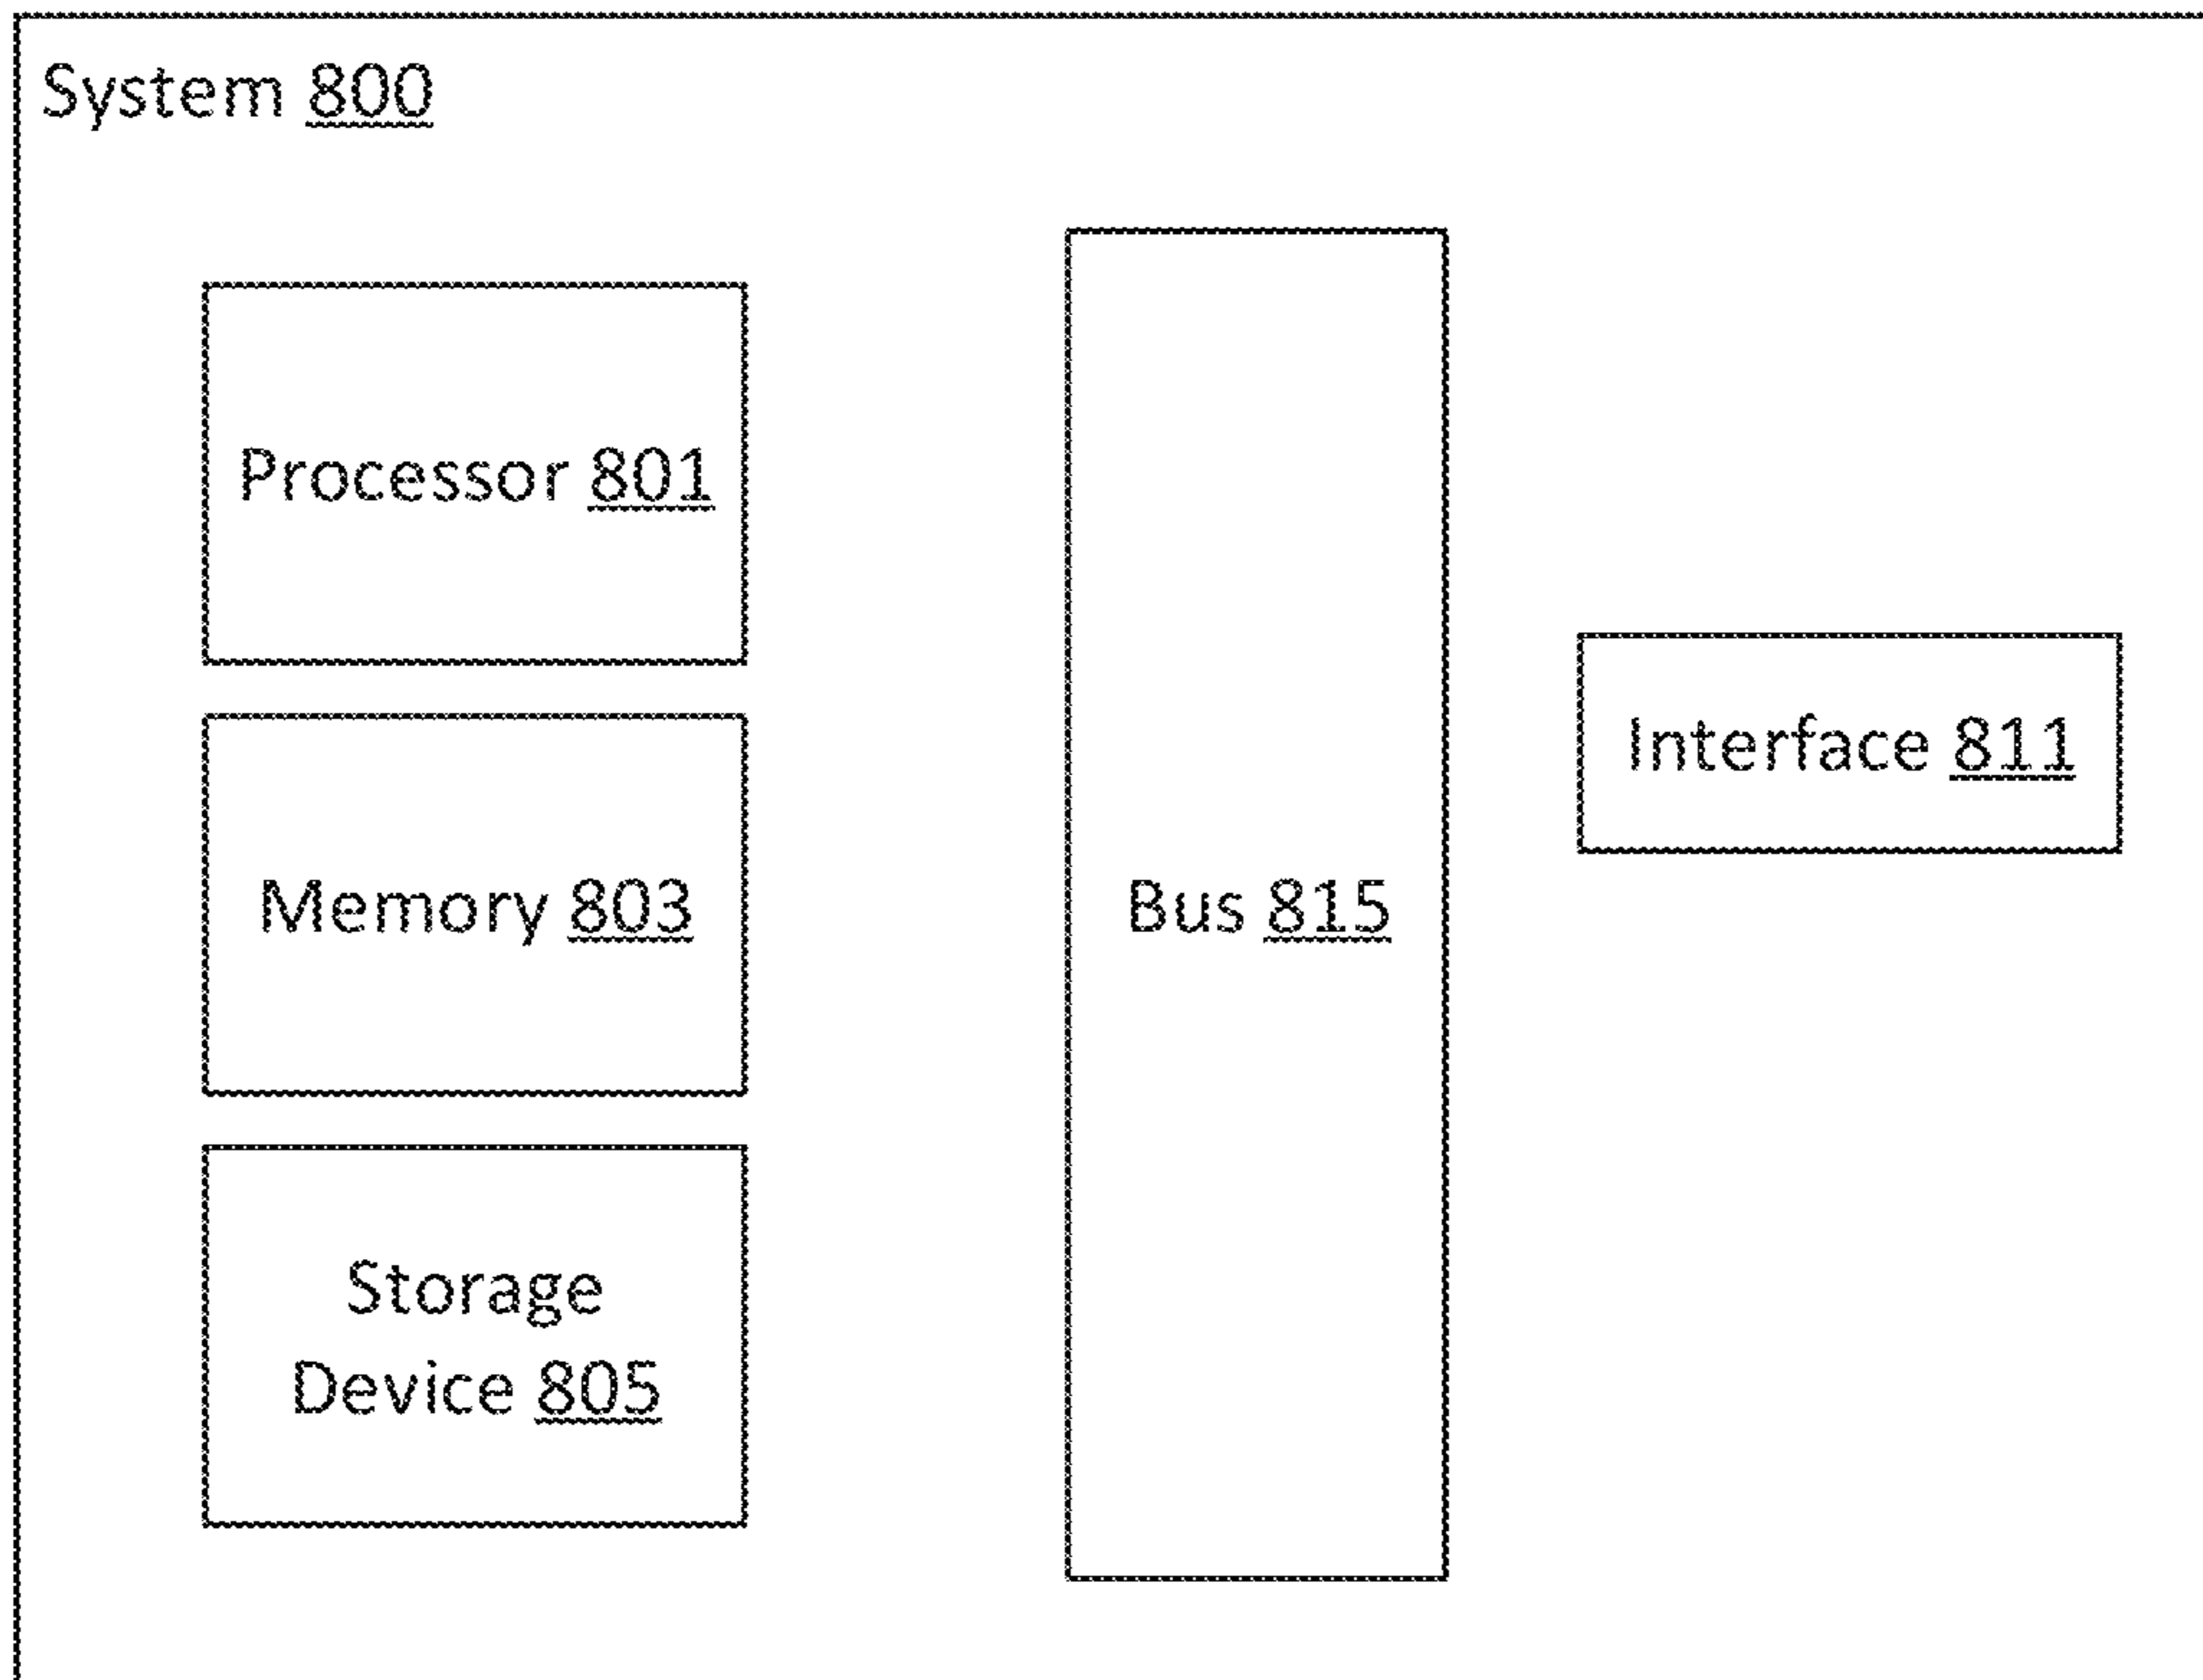 System 800
Processor 801
Interface 811
Memory 803
Bus 815
Storage
Device 805